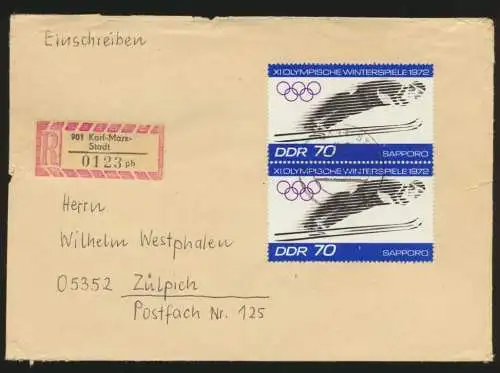 Einschreiben
XI OLYMPISCHE WINTERSPIELE 1972
DDR 70 SAPPORO
XI OLYMPISCHE WINTERSPIELE 1972
DDR 70 SAPPORO
R
901 Karl-Marx-
Stadt
0123 ph
Herrn
Wilhelm Westphalen
05352 Zülpich
Postfach Nr. 125